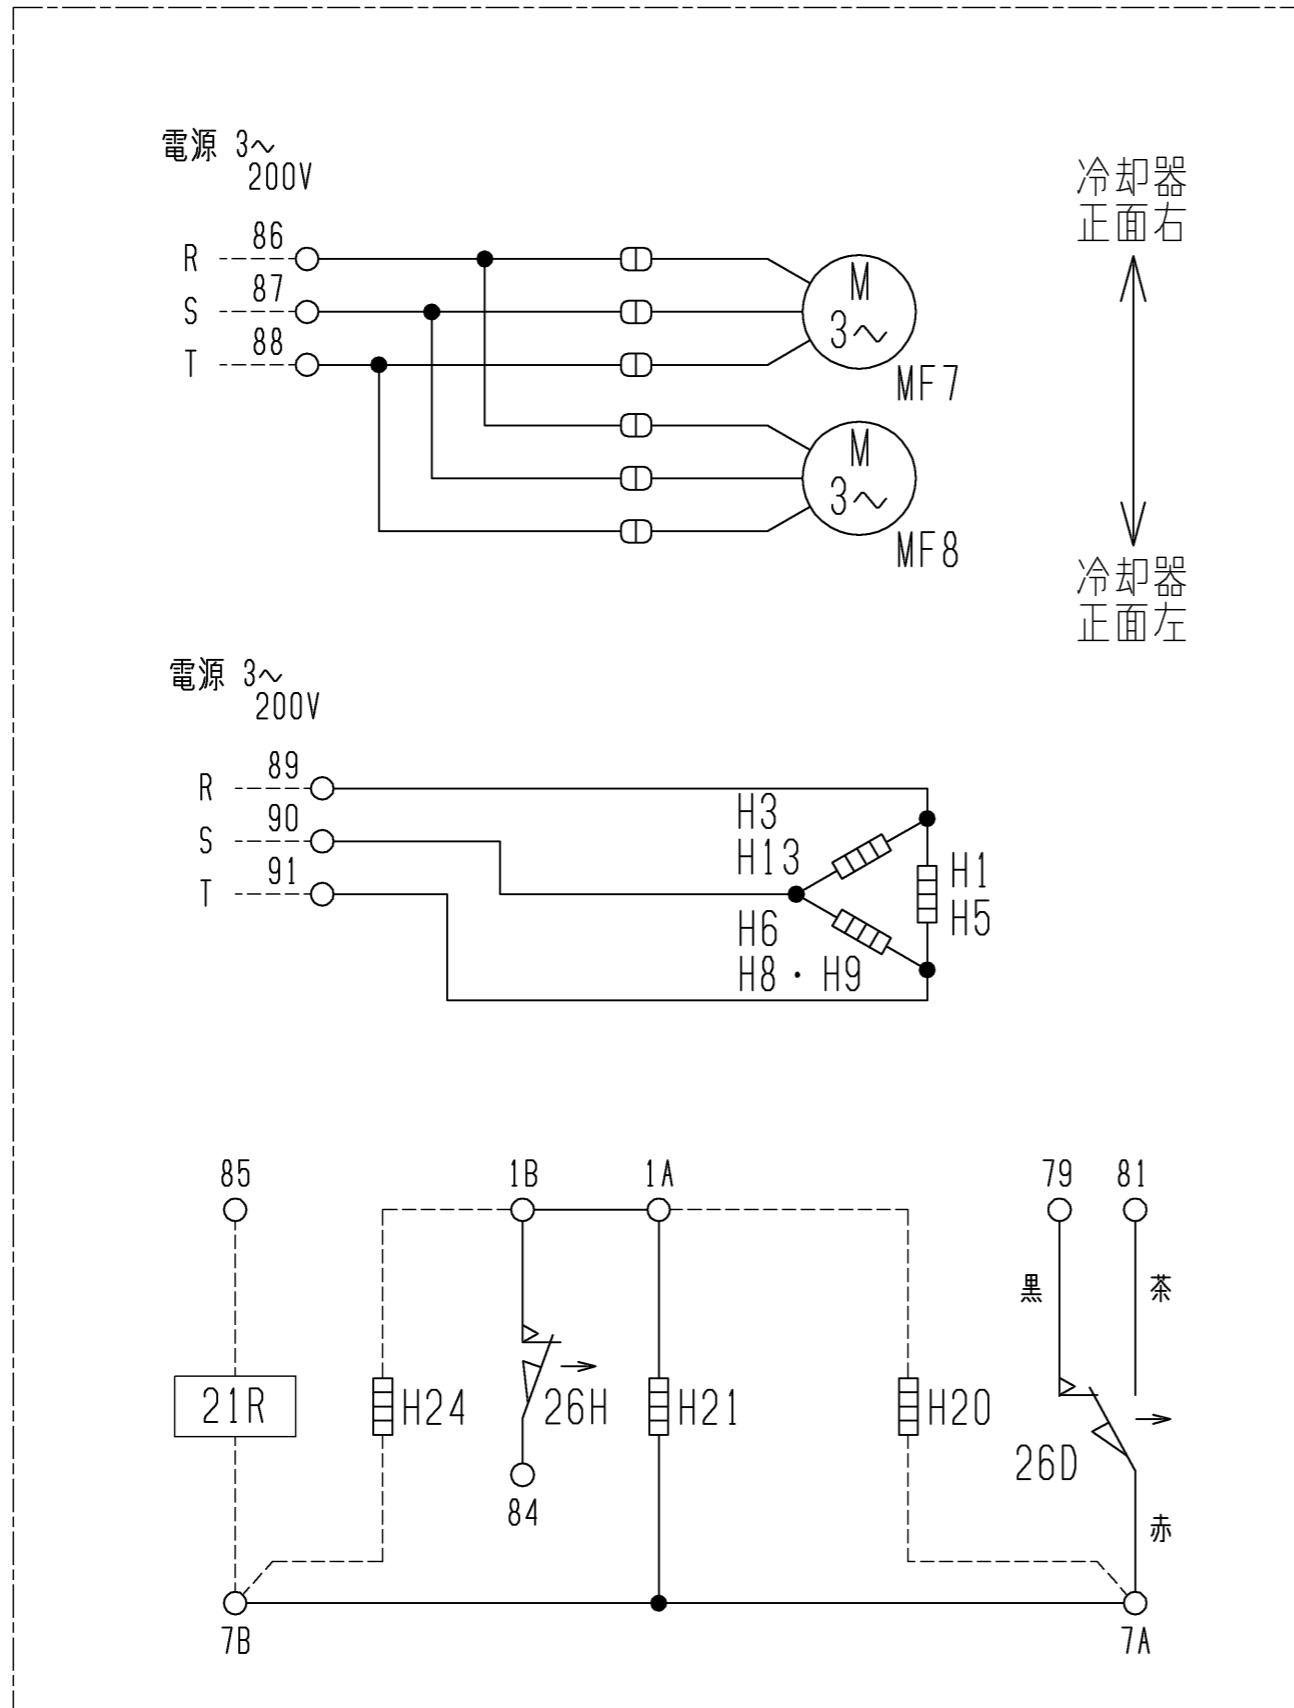 電源 3～
200V
冷却器
正面右
R
86
S
87
T
88
M
3～
MF7
M
3～
MF8
冷却器
正面左
電源 3～
200V
R
89
S
90
T
91
H3
H13
H1
H5
H6
H8・H9
85
1B
1A
79
81
黒
茶
21R
H24
26H
H21
H20
26D
84
赤
7B
7A